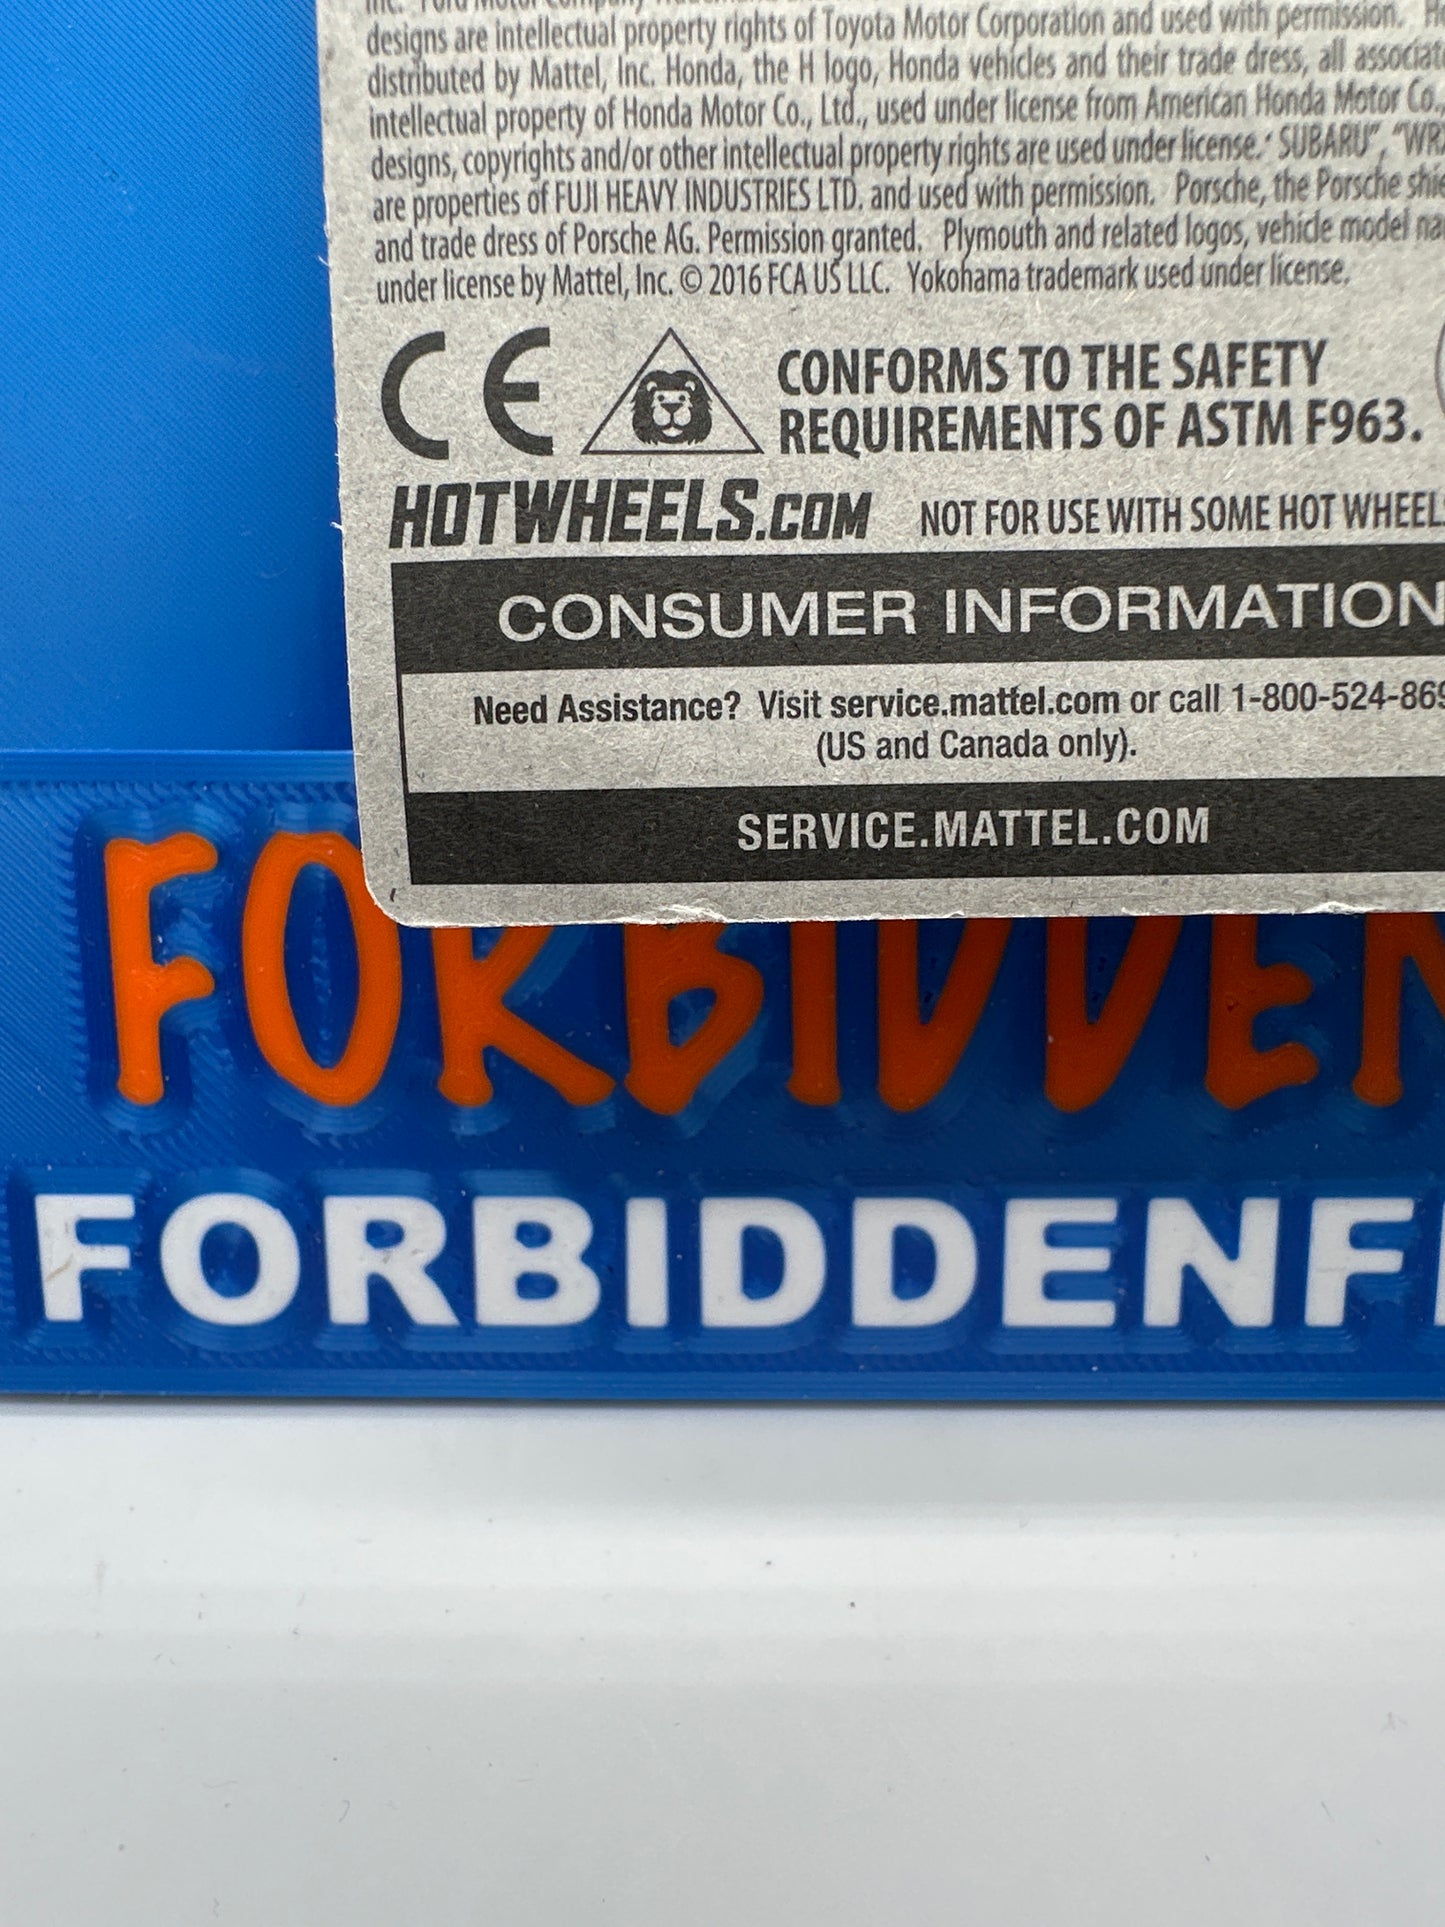 Inc. Ford Motor Company Trademarks and
designs are intellectual property rights of Toyota Motor Corporation and used with permission.
distributed by Mattel, Inc. Honda, the H logo, Honda vehicles and their trade dress, all
intellectual property of Honda Motor Co., Ltd., used under license from American Honda Motor Co.,
designs, copyrights and/or other intellectual property rights are used under license. "SUBARU", "WRX
are properties of FUJI HEAVY INDUSTRIES LTD. and used with permission. Porsche, the Porsche
and trade dress of Porsche AG. Permission granted. Plymouth and related logos, vehicle model
under license by Mattel, Inc. © 2016 FCA US LLC. Yokohama trademark used under license.
CE CONFORMS TO THE SAFETY
REQUIREMENTS OF ASTM F963.
HOTWHEELS.COM NOT FOR USE WITH SOME HOT WHEEL
CONSUMER INFORMATION
Need Assistance? Visit service.mattel.com or call 1-800-524-869
(US and Canada only).
SERVICE.MATTEL.COM
FORBIDDEN
FORBIDDENF